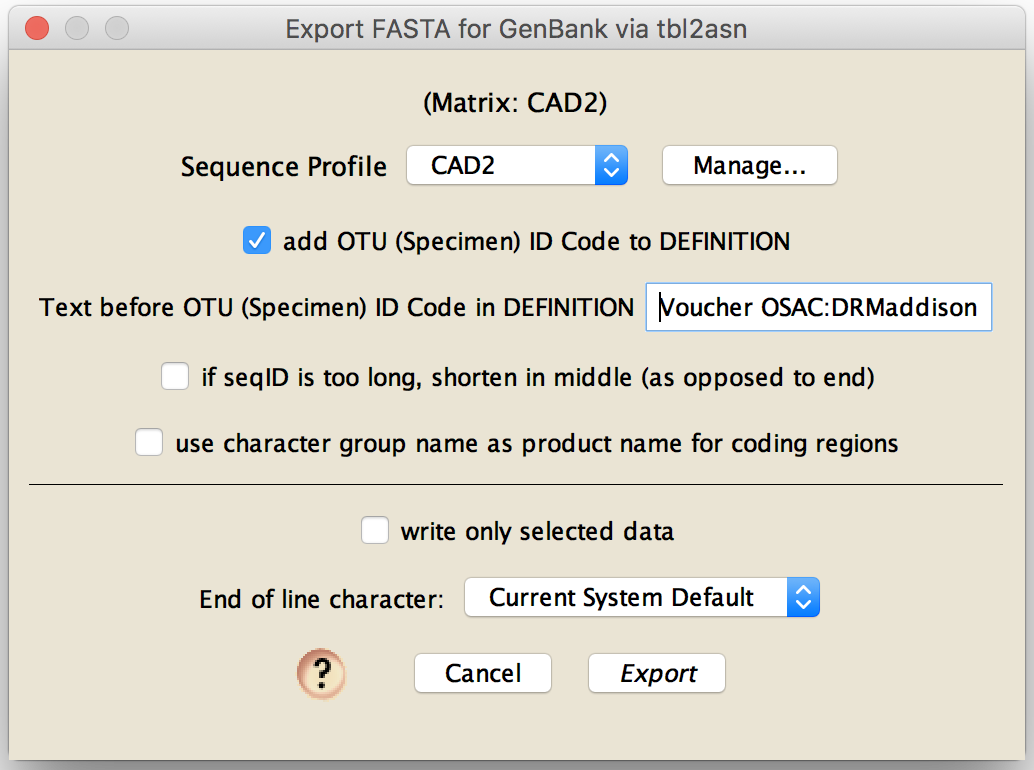 Export FASTA for GenBank via tbl2asn
(Matrix: CAD2)
Sequence Profile CAD2 Manage...
add OTU (Specimen) ID Code to DEFINITION
Text before OTU (Specimen) ID Code in DEFINITION Voucher OSAC:DRMaddison
if seqID is too long, shorten in middle (as opposed to end)
use character group name as product name for coding regions
write only selected data
End of line character: Current System Default
? Cancel Export